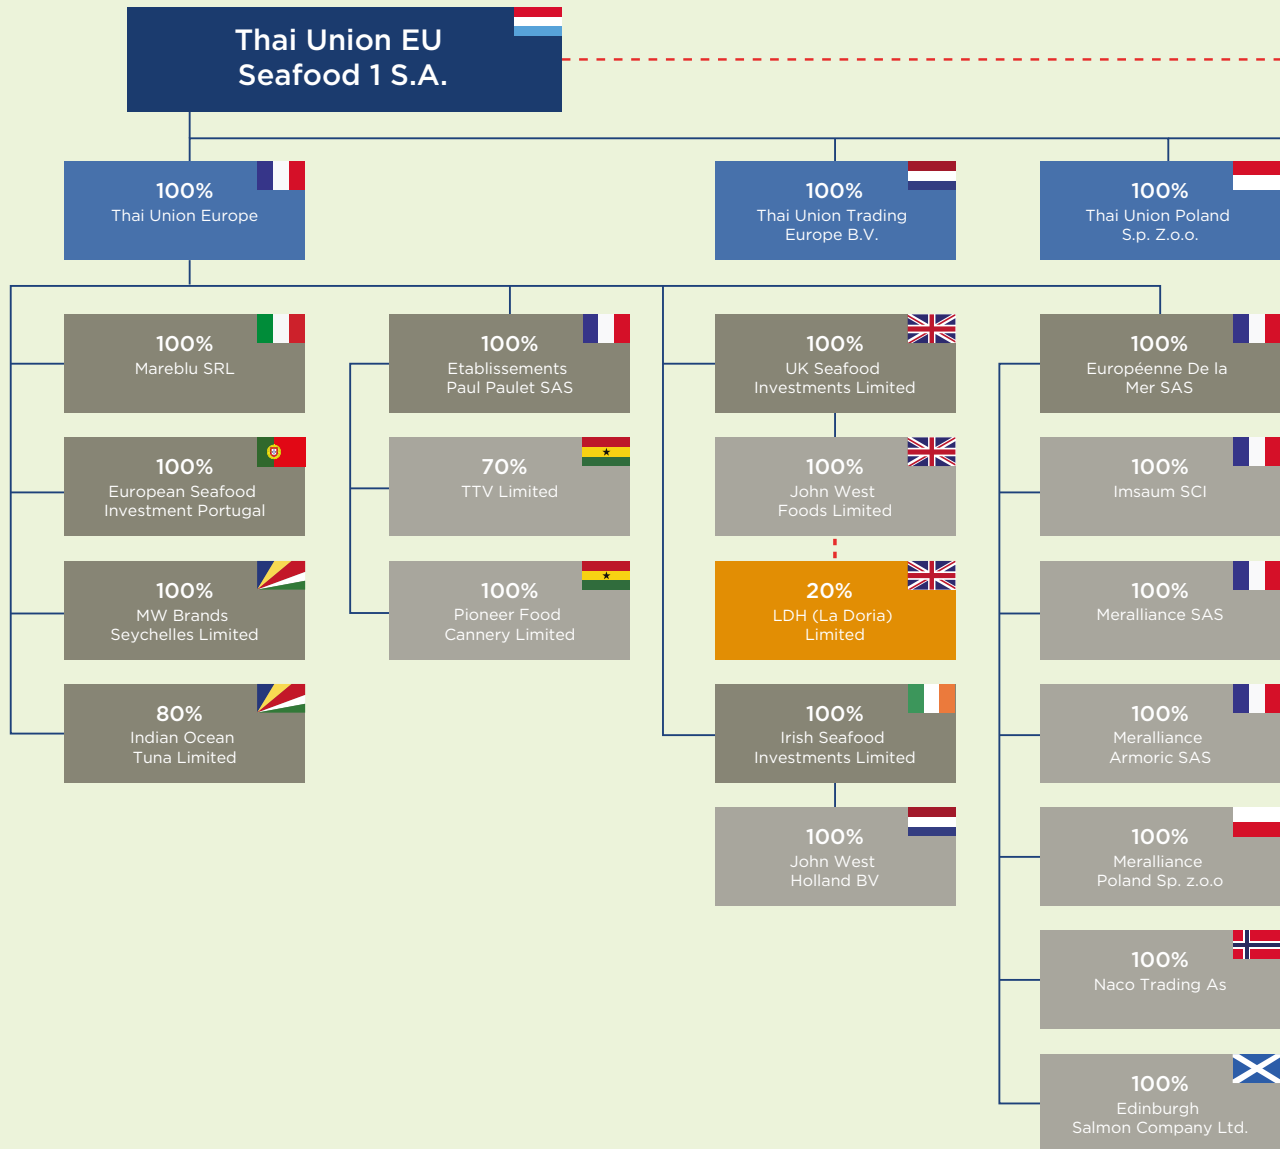 Thai Union EU
Seafood 1 S.A.
100%
Thai Union Europe
100%
Thai Union Trading
Europe B.V.
100%
Thai Union Poland
S.p. Z.o.o.
100%
Mareblu SRL
100%
European Seafood
Investment Portugal
100%
MW Brands
Seychelles Limited
80%
Indian Ocean
Tuna Limited
100%
Etablissements
Paul Paulet SAS
70%
TTV Limited
100%
Pioneer Food
Cannery Limited
100%
UK Seafood
Investments Limited
100%
John West
Foods Limited
20%
LDH (La Doria)
Limited
100%
Irish Seafood
Investments Limited
100%
John West
Holland BV
100%
Européenne De la
Mer SAS
100%
Imsaum SCI
100%
Meralliance SAS
100%
Meralliance
Armoric SAS
100%
Meralliance
Poland Sp. z.o.o
100%
Naco Trading As
100%
Edinburgh
Salmon Company Ltd.